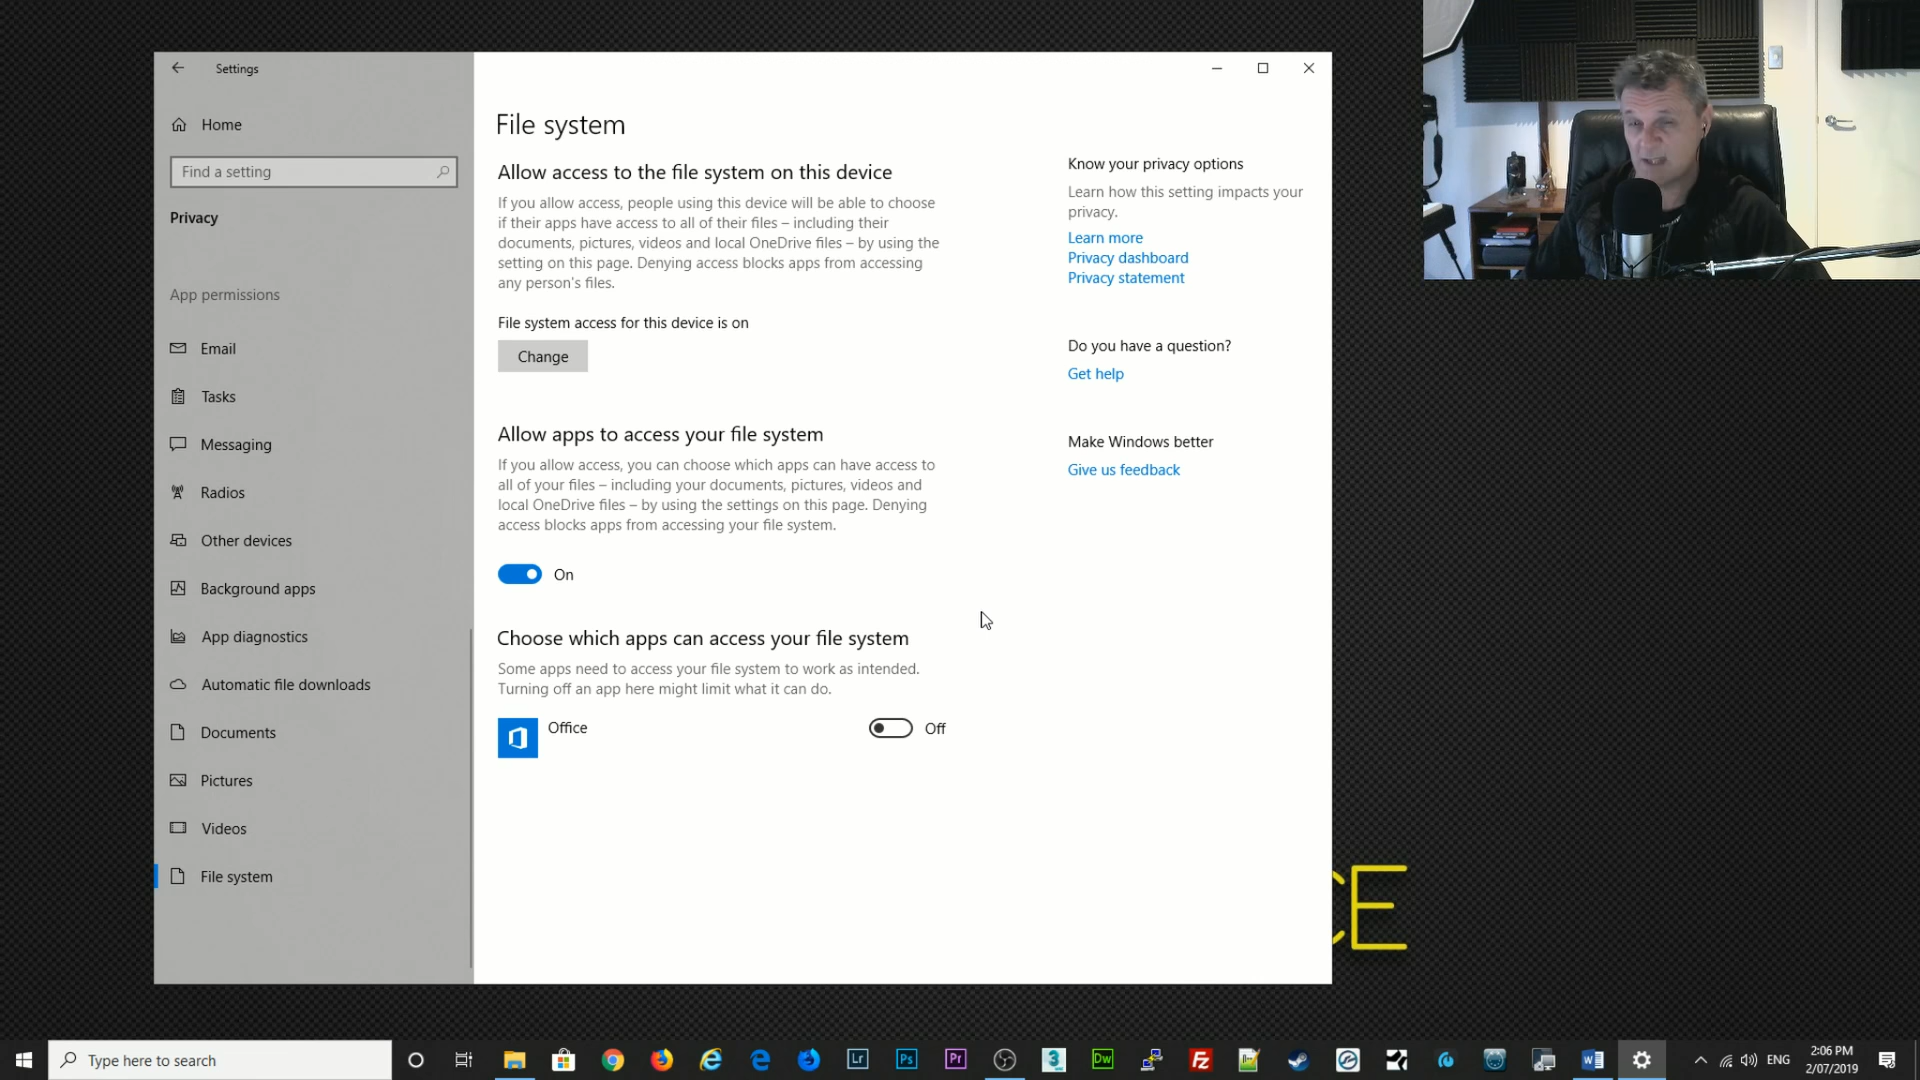 Settings
Home
Find a setting
Privacy
App permissions
Email
Tasks
Messaging
Radios
Other devices
Background apps
App diagnostics
Automatic file downloads
Documents
Pictures
Videos
File system
File system
Allow access to the file system on this device
If you allow access, people using this device will be able to choose
if their apps have access to all of their files – including their
documents, pictures, videos and local OneDrive files – by using the
setting on this page. Denying access blocks apps from accessing
any person's files.
File system access for this device is on
Change
Allow apps to access your file system
If you allow access, you can choose which apps can have access to
all of your files – including your documents, pictures, videos and
local OneDrive files – by using the settings on this page. Denying
access blocks apps from accessing your file system.
On
Choose which apps can access your file system
Some apps need to access your file system to work as intended.
Turning off an app here might limit what it can do.
Office
Off
Know your privacy options
Learn how this setting impacts your
privacy.
Learn more
Privacy dashboard
Privacy statement
Do you have a question?
Get help
Make Windows better
Give us feedback
CE
Type here to search
Lr
Ps
Pr
3
Dw
Fz
ENG
2:06 PM
2/07/2019